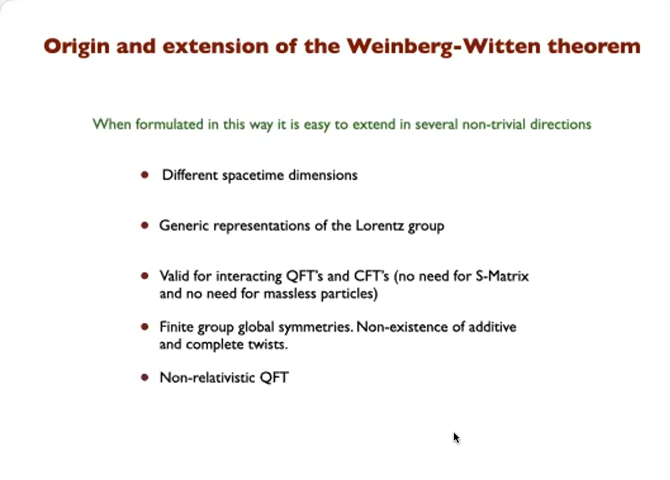 Origin and extension of the Weinberg-Witten theorem
When formulated in this way it is easy to extend in several non-trivial directions
• Different spacetime dimensions
• Generic representations of the Lorentz group
• Valid for interacting QFT's and CFT's (no need for S-Matrix
and no need for massless particles)
• Finite group global symmetries. Non-existence of additive
and complete twists.
• Non-relativistic QFT